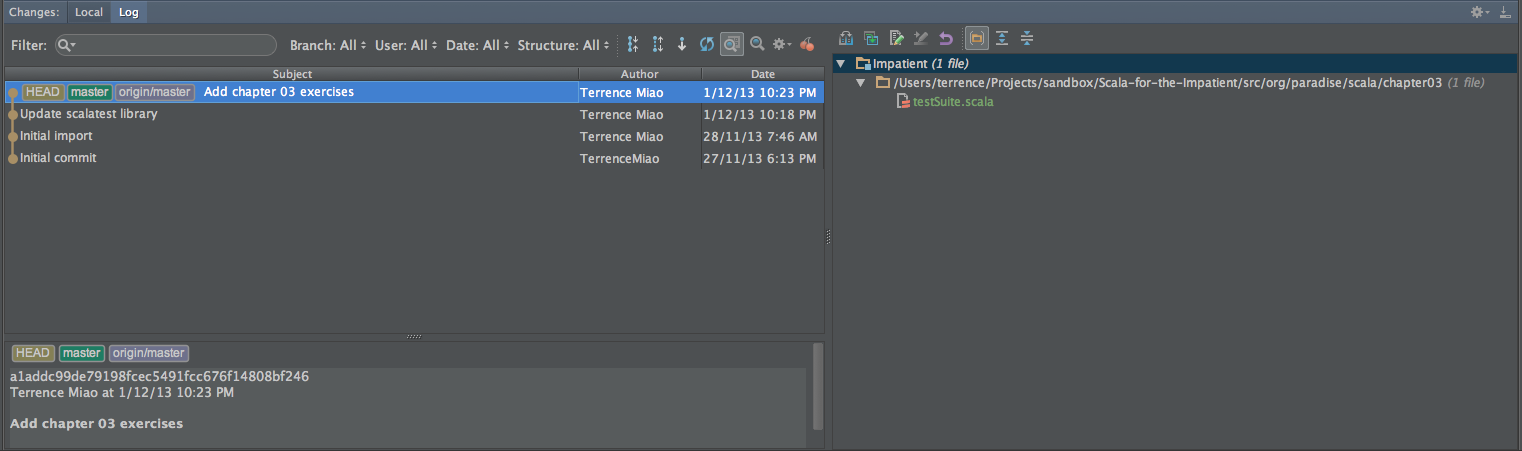 Changes: Local Log
Filter: Branch: All User: All Date: All Structure: All
Subject Author Date
HEAD master origin/master Add chapter 03 exercises Terrence Miao 1/12/13 10:23 PM
Update scalatest library Terrence Miao 1/12/13 10:18 PM
Initial import Terrence Miao 28/11/13 7:46 AM
Initial commit TerrenceMiao 27/11/13 6:13 PM
HEAD master origin/master
a1addc99de79198fcec5491fcc676f14808bf246
Terrence Miao at 1/12/13 10:23 PM
Add chapter 03 exercises
Impatient (1 file)
/Users/terrence/Projects/sandbox/Scala-for-the-Impatient/src/org/paradise/scala/chapter03 (1 file)
testSuite.scala